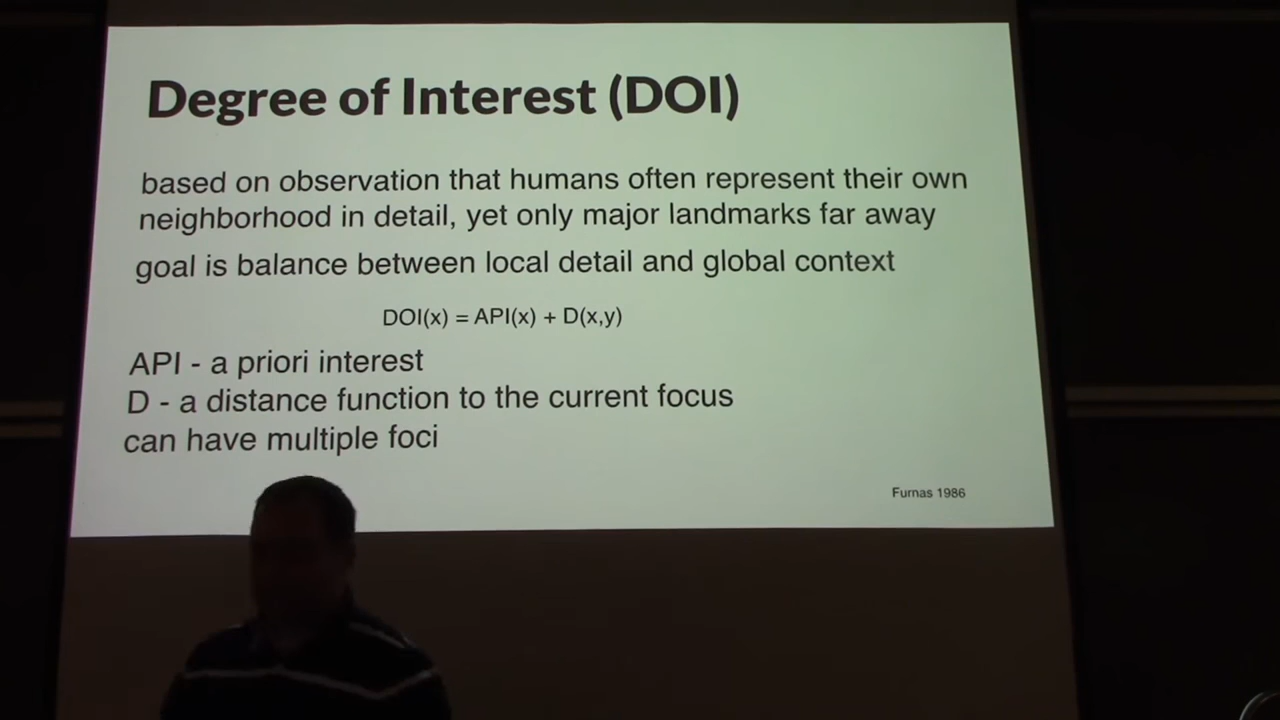 Degree of Interest (DOI)
based on observation that humans often represent their own
neighborhood in detail, yet only major landmarks far away
goal is balance between local detail and global context
DOI(x) = API(x) + D(x,y)
API - a priori interest
D - a distance function to the current focus
can have multiple foci
Furnas 1986